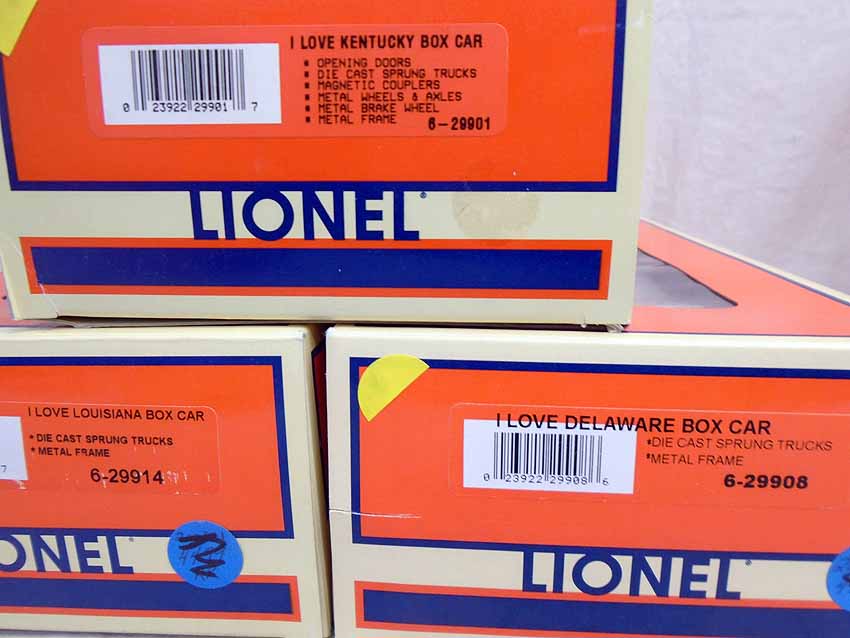 I LOVE KENTUCKY BOX CAR
▪ OPENING DOORS
▪ DIE CAST SPRUNG TRUCKS
▪ MAGNETIC COUPLERS
▪ METAL WHEELS & AXLES
▪ METAL BRAKE WHEEL
▪ METAL FRAME
6-29901
0 23922 29901 7
LIONEL®
I LOVE LOUISIANA BOX CAR
* DIE CAST SPRUNG TRUCKS
* METAL FRAME
7
6-29914
ONEL®
I LOVE DELAWARE BOX CAR
*DIE CAST SPRUNG TRUCKS
*METAL FRAME
6-29908
0 23922 29908 6
LIONEL®